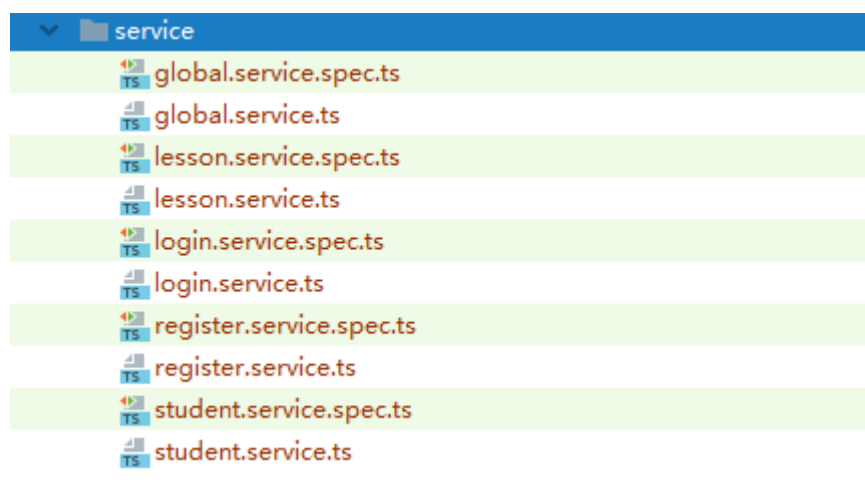 service
TS global.service.spec.ts
TS global.service.ts
TS lesson.service.spec.ts
TS lesson.service.ts
TS login.service.spec.ts
TS login.service.ts
TS register.service.spec.ts
TS register.service.ts
TS student.service.spec.ts
TS student.service.ts